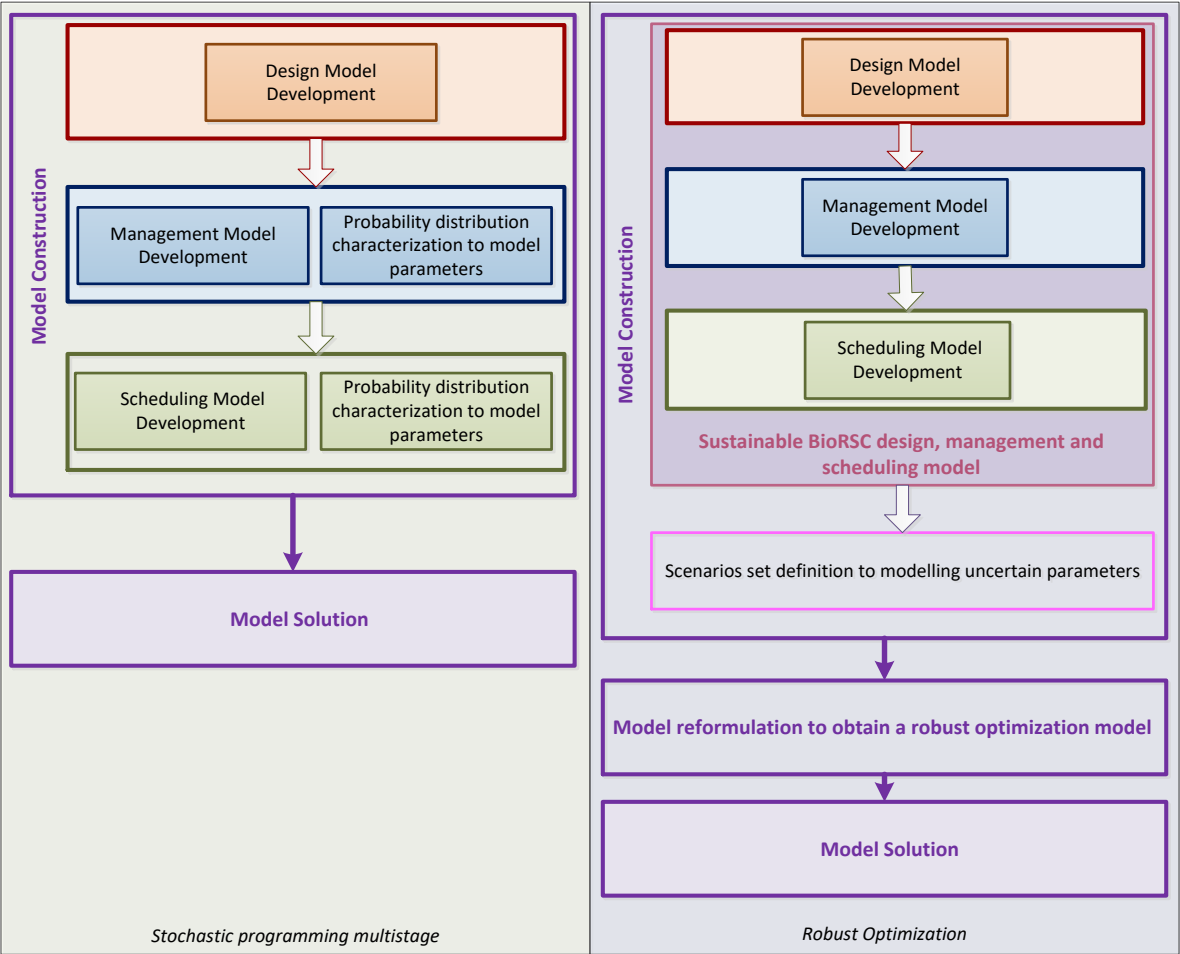 Model Construction
Design Model
Development
Management Model
Development
Probability distribution
characterization to model
parameters
Scheduling Model
Development
Probability distribution
characterization to model
parameters
Model Solution
Stochastic programming multistage
Model Construction
Design Model
Development
Management Model
Development
Scheduling Model
Development
Sustainable BioRSC design, management and
scheduling model
Scenarios set definition to modelling uncertain parameters
Model reformulation to obtain a robust optimization model
Model Solution
Robust Optimization